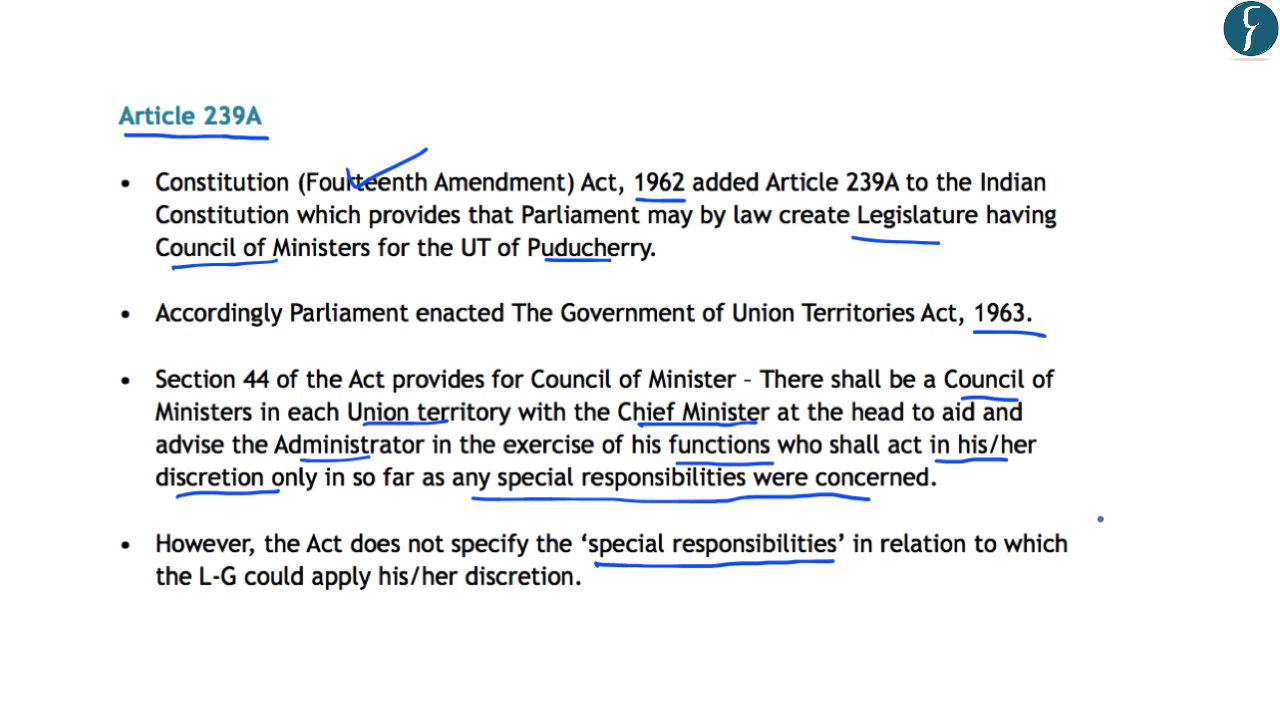 Article 239A
• Constitution (Fourteenth Amendment) Act, 1962 added Article 239A to the Indian
Constitution which provides that Parliament may by law create Legislature having
Council of Ministers for the UT of Puducherry.
• Accordingly Parliament enacted The Government of Union Territories Act, 1963.
• Section 44 of the Act provides for Council of Minister – There shall be a Council of
Ministers in each Union territory with the Chief Minister at the head to aid and
advise the Administrator in the exercise of his functions who shall act in his/her
discretion only in so far as any special responsibilities were concerned.
• However, the Act does not specify the ‘special responsibilities’ in relation to which
the L-G could apply his/her discretion.